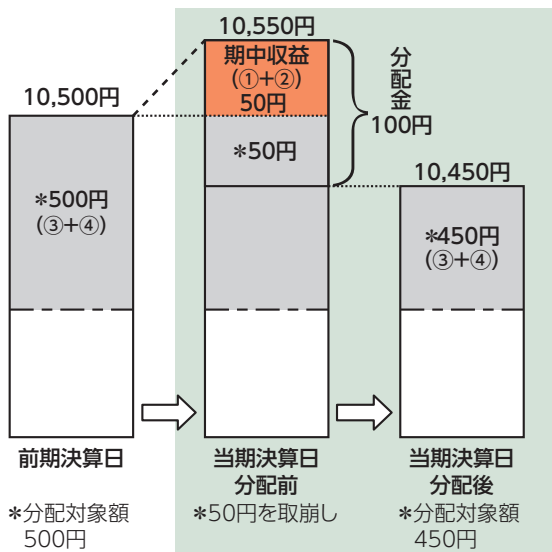 10,500円
*500円
(③+④)
前期決算日
*分配対象額
500円
10,550円
期中収益
(①+②)
50円
*50円
分配金
100円
当期決算日
分配前
*50円を取崩し
10,450円
*450円
(③+④)
当期決算日
分配後
*分配対象額
450円